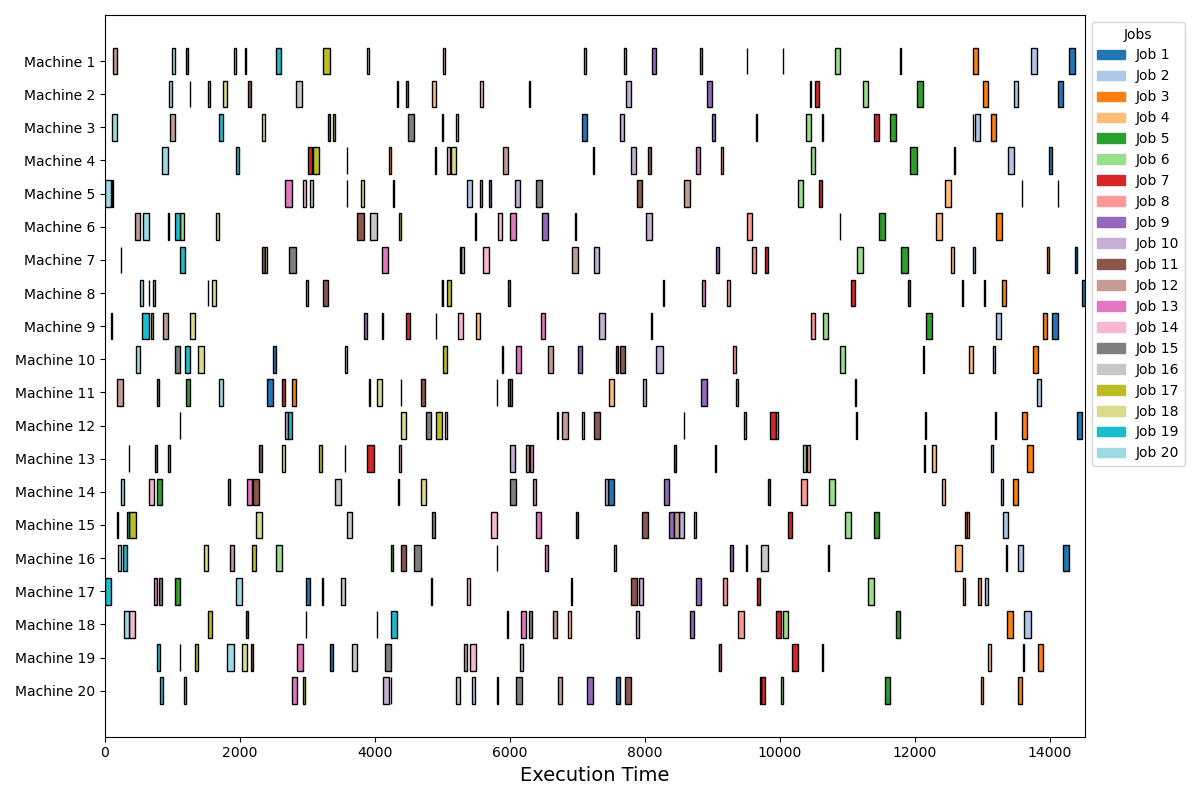 Machine 1
Machine 2
Machine 3
Machine 4
Machine 5
Machine 6
Machine 7
Machine 8
Machine 9
Machine 10
Machine 11
Machine 12
Machine 13
Machine 14
Machine 15
Machine 16
Machine 17
Machine 18
Machine 19
Machine 20
0 2000 4000 6000 8000 10000 12000 14000
Execution Time
Jobs
Job 1
Job 2
Job 3
Job 4
Job 5
Job 6
Job 7
Job 8
Job 9
Job 10
Job 11
Job 12
Job 13
Job 14
Job 15
Job 16
Job 17
Job 18
Job 19
Job 20